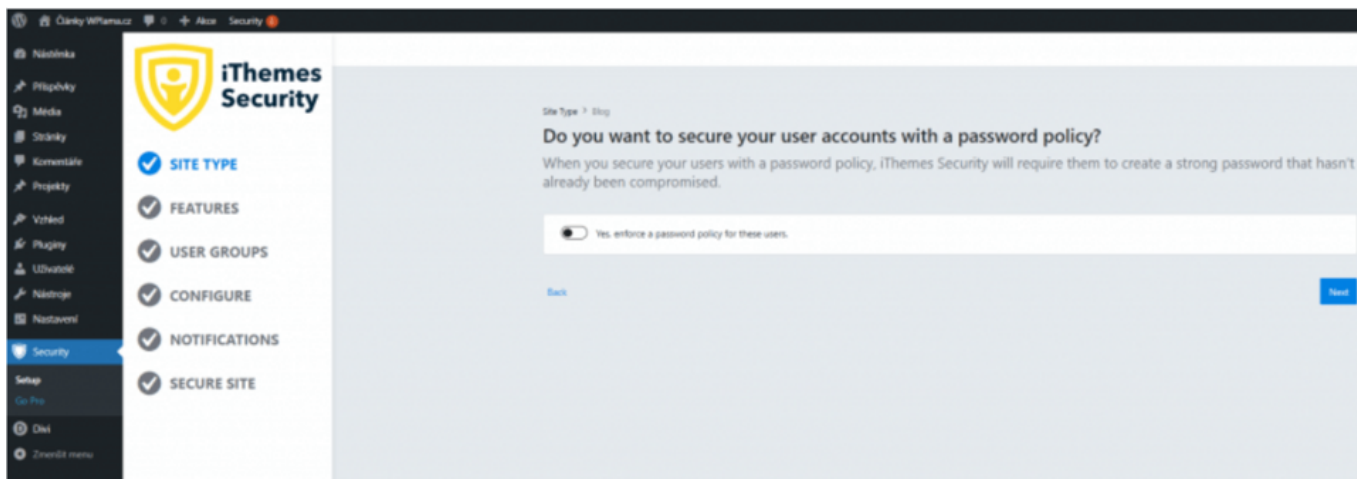 Články WPlama.cz 0 + Akce Security
Nástěnka
Příspěvky
Média
Stránky
Komentáře
Projekty
Vzhled
Pluginy
Uživatelé
Nástroje
Nastavení
Security
Setup
Go Pro
Divi
Zmenšit menu
iThemes
Security
SITE TYPE
FEATURES
USER GROUPS
CONFIGURE
NOTIFICATIONS
SECURE SITE
Site Type > Blog
Do you want to secure your user accounts with a password policy?
When you secure your users with a password policy, iThemes Security will require them to create a strong password that hasn't
already been compromised.
Yes, enforce a password policy for these users.
Back
Next